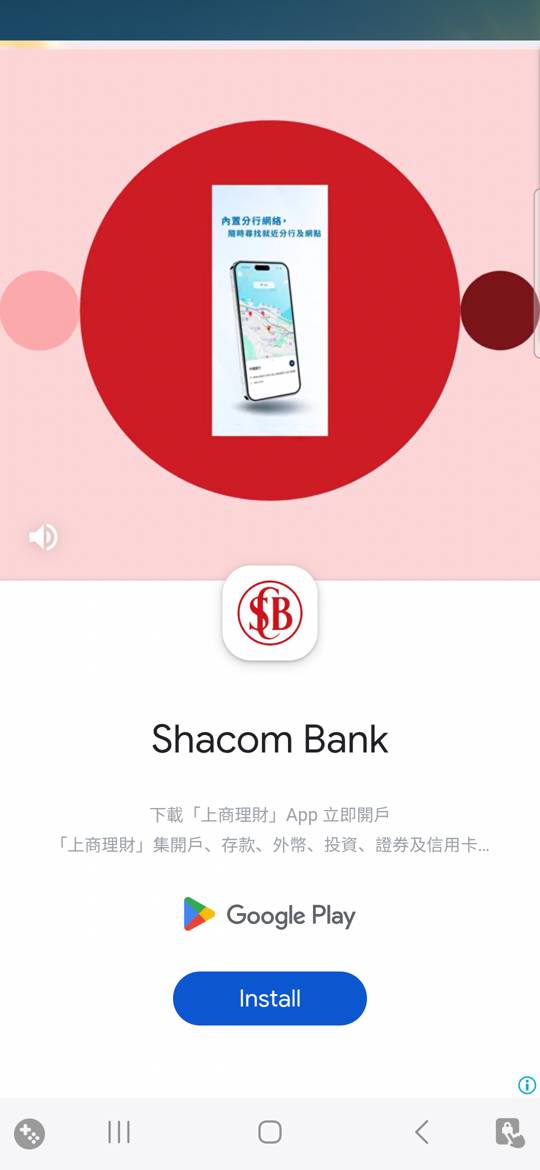 內置分行網絡，
隨時尋找就近分行及網點
SCB
Shacom Bank
下載「上商理財」App 立即開戶
「上商理財」集開戶、存款、外幣、投資、證券及信用卡...
Google Play
Install